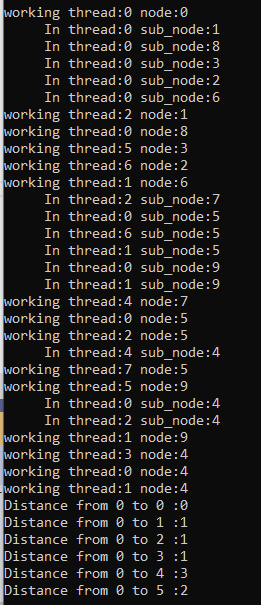 working thread:0 node:0
In thread:0 sub_node:1
In thread:0 sub_node:8
In thread:0 sub_node:3
In thread:0 sub_node:2
In thread:0 sub_node:6
working thread:2 node:1
working thread:0 node:8
working thread:5 node:3
working thread:6 node:2
working thread:1 node:6
In thread:2 sub_node:7
In thread:0 sub_node:5
In thread:6 sub_node:5
In thread:1 sub_node:5
In thread:0 sub_node:9
In thread:1 sub_node:9
working thread:4 node:7
working thread:0 node:5
working thread:2 node:5
In thread:4 sub_node:4
working thread:7 node:5
working thread:5 node:9
In thread:0 sub_node:4
In thread:2 sub_node:4
working thread:1 node:9
working thread:3 node:4
working thread:0 node:4
working thread:1 node:4
Distance from 0 to 0 :0
Distance from 0 to 1 :1
Distance from 0 to 2 :1
Distance from 0 to 3 :1
Distance from 0 to 4 :3
Distance from 0 to 5 :2